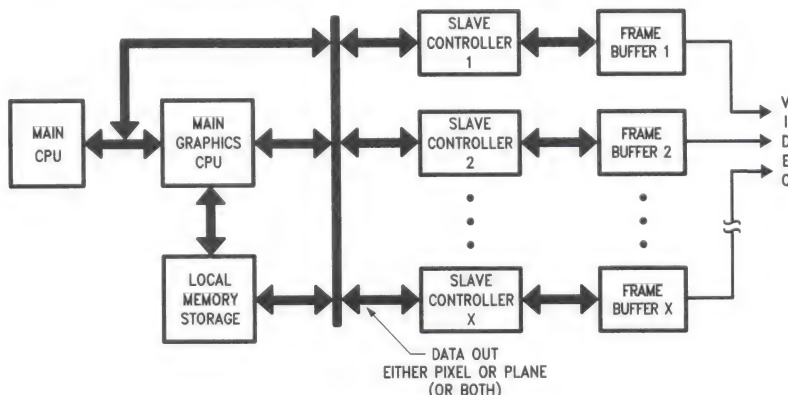 SLAVE
CONTROLLER
1
FRAME
BUFFER 1
MAIN
CPU
MAIN
GRAPHICS
CPU
SLAVE
CONTROLLER
2
FRAME
BUFFER 2
LOCAL
MEMORY
STORAGE
SLAVE
CONTROLLER
X
FRAME
BUFFER X
V
I
D
E
O
DATA OUT
EITHER PIXEL OR PLANE
(OR BOTH)